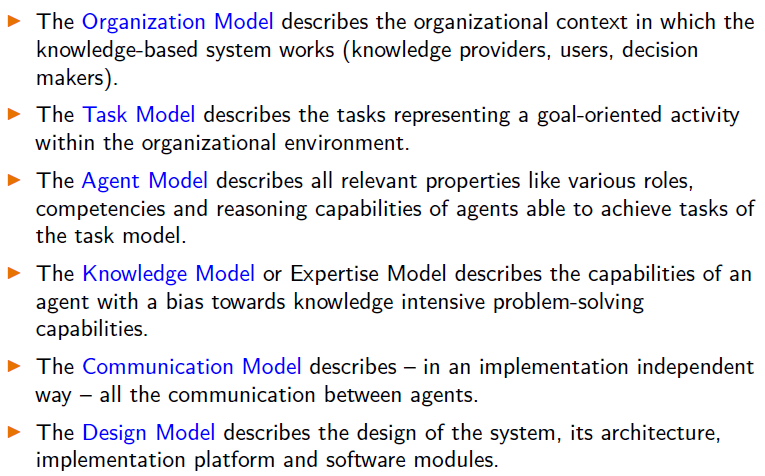 ▶ The Organization Model describes the organizational context in which the
knowledge-based system works (knowledge providers, users, decision
makers).
▶ The Task Model describes the tasks representing a goal-oriented activity
within the organizational environment.
▶ The Agent Model describes all relevant properties like various roles,
competencies and reasoning capabilities of agents able to achieve tasks of
the task model.
▶ The Knowledge Model or Expertise Model describes the capabilities of an
agent with a bias towards knowledge intensive problem-solving
capabilities.
▶ The Communication Model describes – in an implementation independent
way – all the communication between agents.
▶ The Design Model describes the design of the system, its architecture,
implementation platform and software modules.